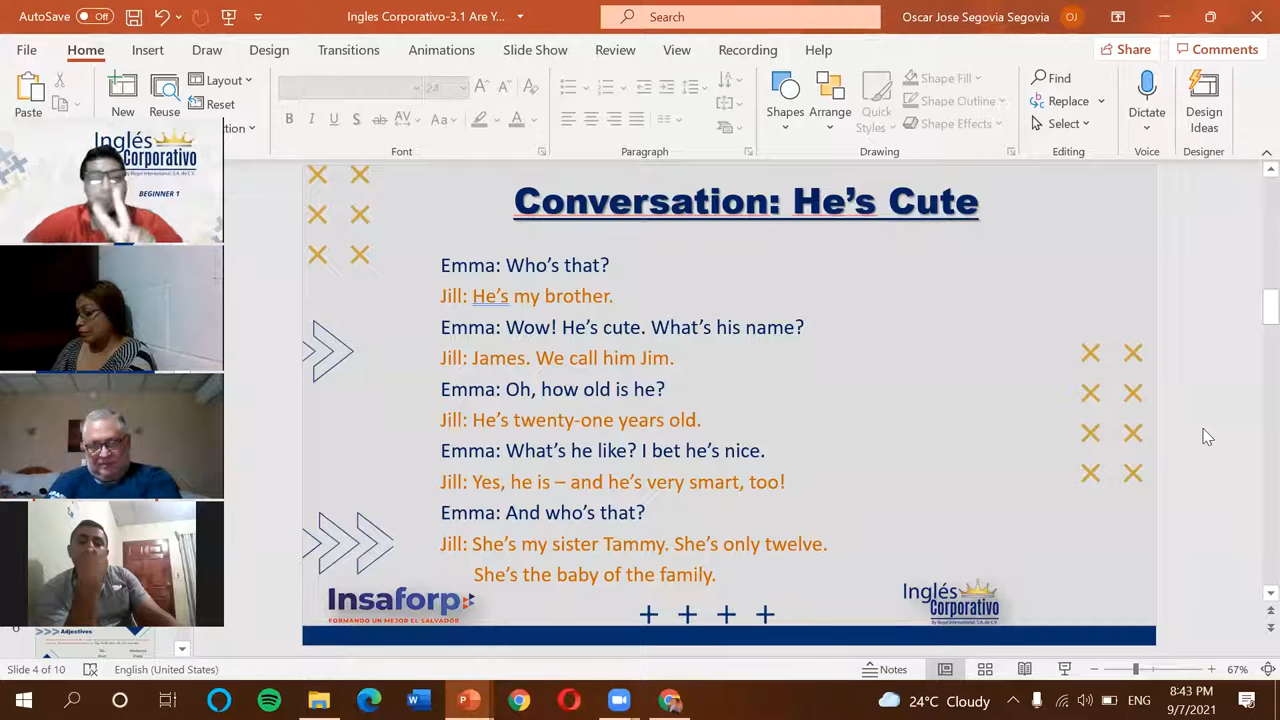 AutoSave Off
Ingles Corporativo-3.1 Are Y...
Search
Oscar Jose Segovia Segovia
OJ
File Home Insert Draw Design Transitions Animations Slide Show Review View Recording Help
Share
Comments
Paste
New
Reuse
Layout
Reset
Shapes
Arrange
Quick
Styles
Shape Fill
Shape Outline
Shape Effects
Find
Replace
Select
Dictate
Design
Ideas
Font
Paragraph
Drawing
Editing
Voice
Designer
Inglés
Corporativo
By Regal International, S.A. de C.V.
BEGINNER 1
Conversation: He's Cute
Emma: Who's that?
Jill: He's my brother.
Emma: Wow! He's cute. What's his name?
Jill: James. We call him Jim.
Emma: Oh, how old is he?
Jill: He's twenty-one years old.
Emma: What's he like? I bet he's nice.
Jill: Yes, he is – and he's very smart, too!
Emma: And who's that?
Jill: She's my sister Tammy. She's only twelve.
She's the baby of the family.
Insaforp
FORMANDO UN MEJOR EL SALVADOR
Inglés
Corporativo
By Regal International, S.A. de C.V.
Adjectives
Slide 4 of 10
English (United States)
Notes
67%
24°C Cloudy
ENG
8:43 PM
9/7/2021